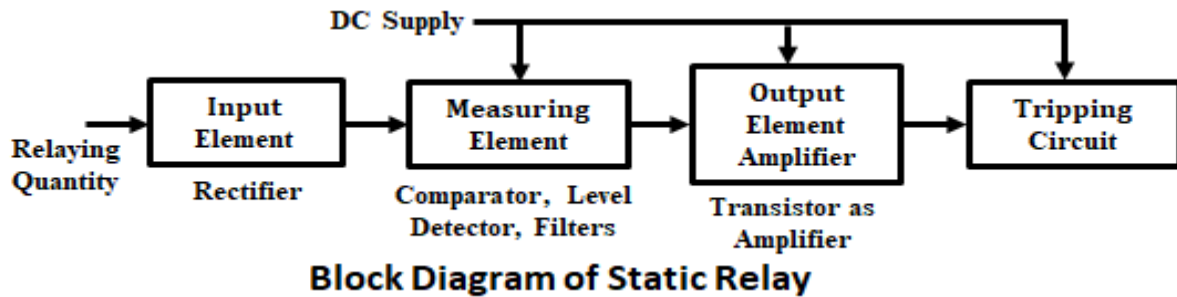 DC Supply
Relaying
Quantity
Input
Element
Rectifier
Measuring
Element
Comparator, Level
Detector, Filters
Output
Element
Amplifier
Transistor as
Amplifier
Tripping
Circuit
Block Diagram of Static Relay